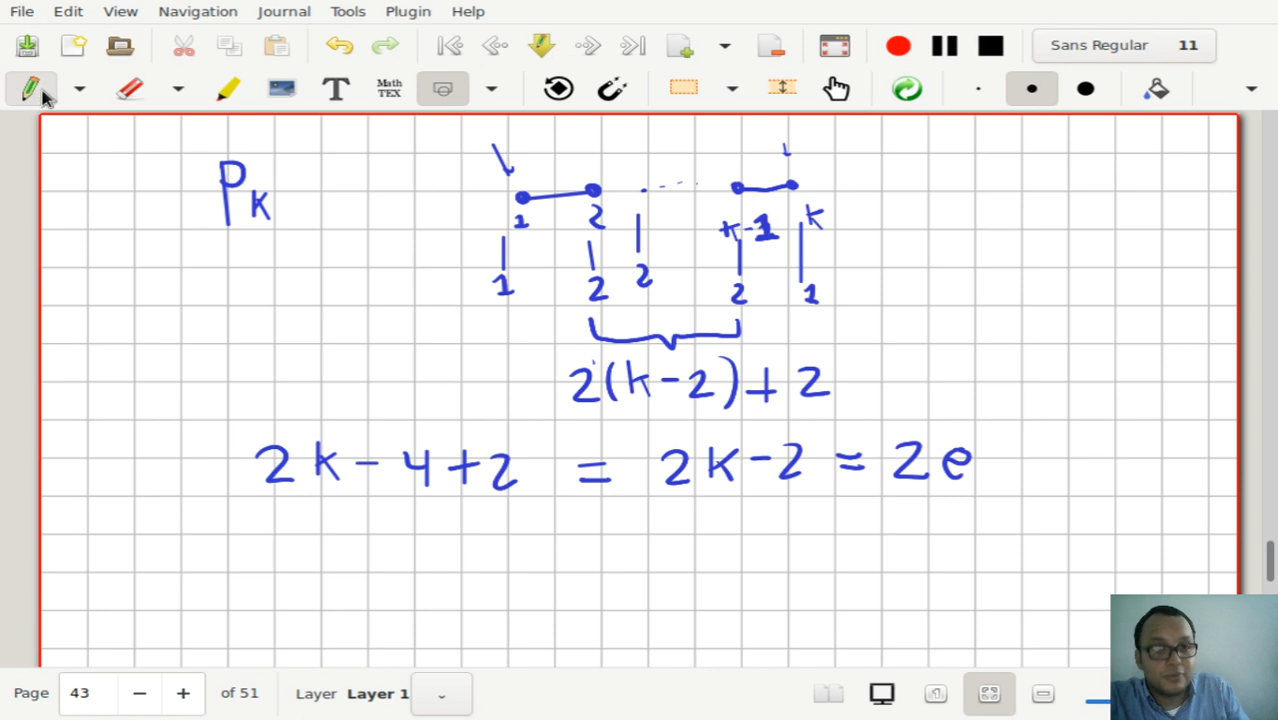 File Edit View Navigation Journal Tools Plugin Help
Sans Regular 11
T Math TEX
P_k
1 2 k-1 k
1 2 2 2 1
2(k-2)+2
2k-4+2 = 2k-2 = 2e
Page 43 - + of 51 Layer Layer 1